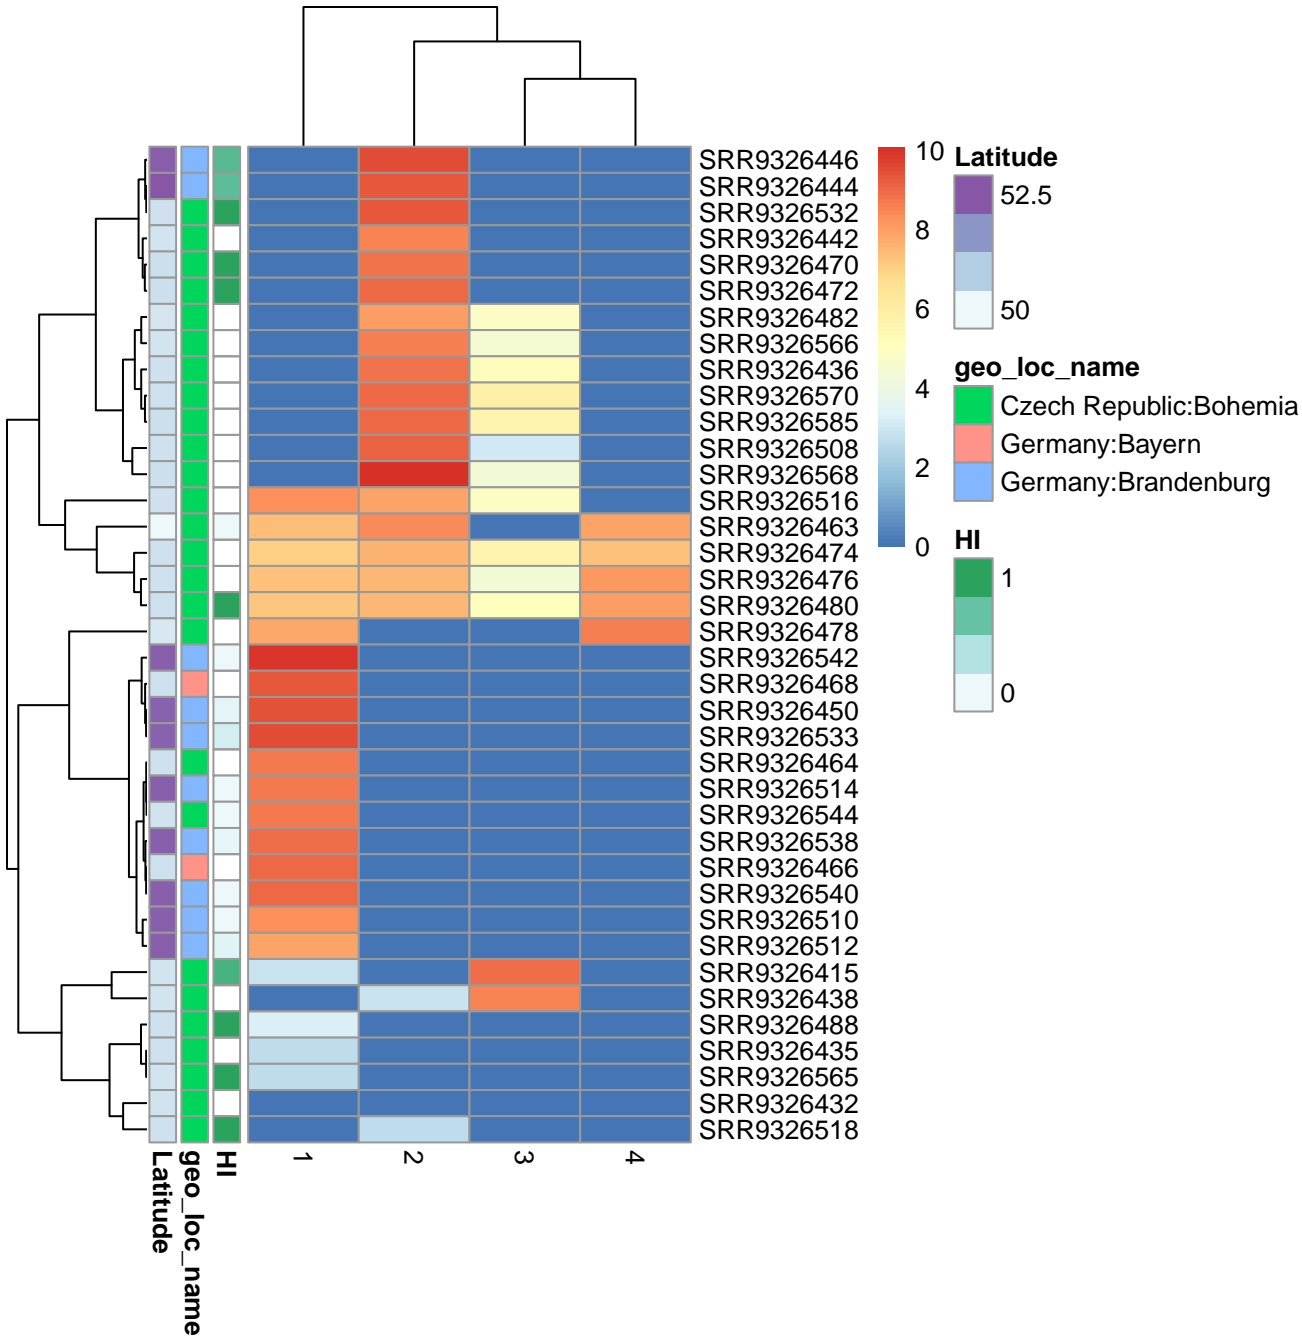 SRR9326446
SRR9326444
SRR9326532
SRR9326442
SRR9326470
SRR9326472
SRR9326482
SRR9326566
SRR9326436
SRR9326570
SRR9326585
SRR9326508
SRR9326568
SRR9326516
SRR9326463
SRR9326474
SRR9326476
SRR9326480
SRR9326478
SRR9326542
SRR9326468
SRR9326450
SRR9326533
SRR9326464
SRR9326514
SRR9326544
SRR9326538
SRR9326466
SRR9326540
SRR9326510
SRR9326512
SRR9326415
SRR9326438
SRR9326488
SRR9326435
SRR9326565
SRR9326432
SRR9326518
10
8
6
4
2
0
Latitude
52.5
50
geo_loc_name
Czech Republic:Bohemia
Germany:Bayern
Germany:Brandenburg
HI
1
0
Latitude
geo_loc_name
HI
1
2
3
4